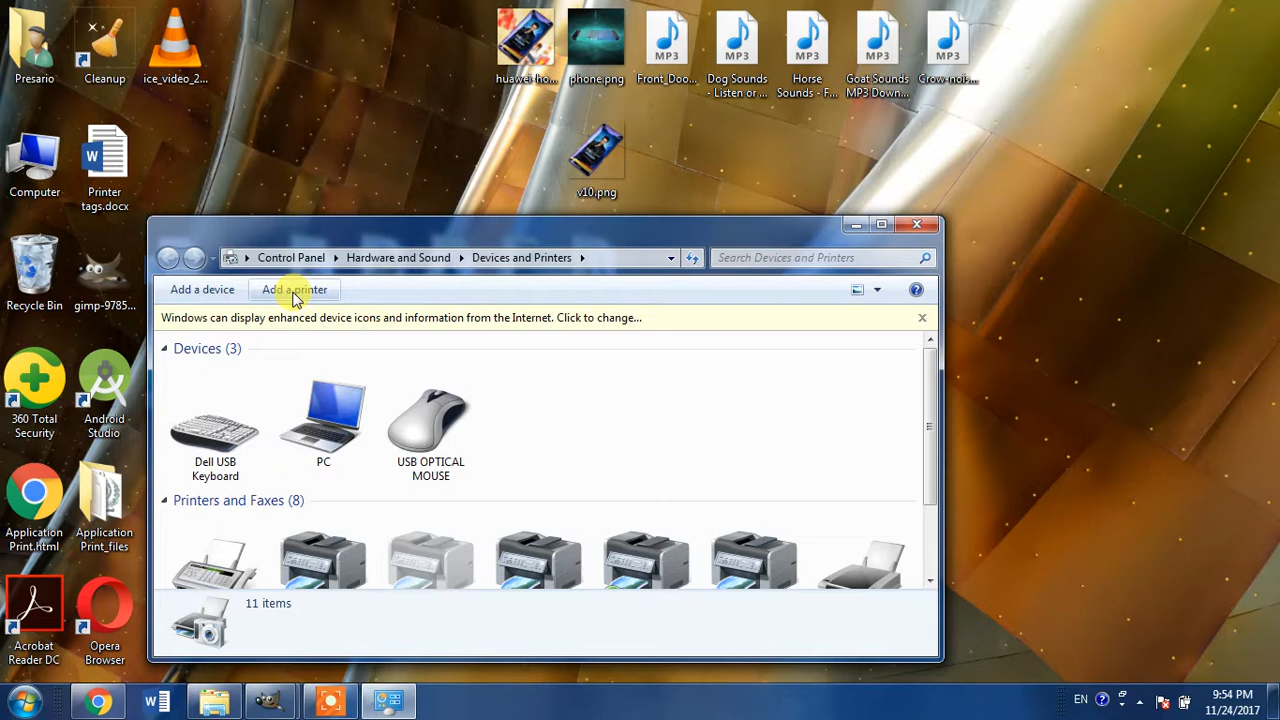 Presario
Cleanup
ice_video_2...
huawei-ho...
phone.png
MP3
Front_Doo...
MP3
Dog Sounds
- Listen or ...
MP3
Horse
Sounds - F...
MP3
Goat Sounds
MP3 Down...
MP3
Crow-nois...
Computer
W
Printer
tags.docx
v10.png
Recycle Bin
gimp-9785...
360 Total
Security
Android
Studio
Application
Print.html
Application
Print_files
Acrobat
Reader DC
Opera
Browser
Control Panel
Hardware and Sound
Devices and Printers
Search Devices and Printers
Add a device
Add a printer
Windows can display enhanced device icons and information from the Internet. Click to change...
Devices (3)
Dell USB
Keyboard
PC
USB OPTICAL
MOUSE
Printers and Faxes (8)
11 items
W
EN
9:54 PM
11/24/2017